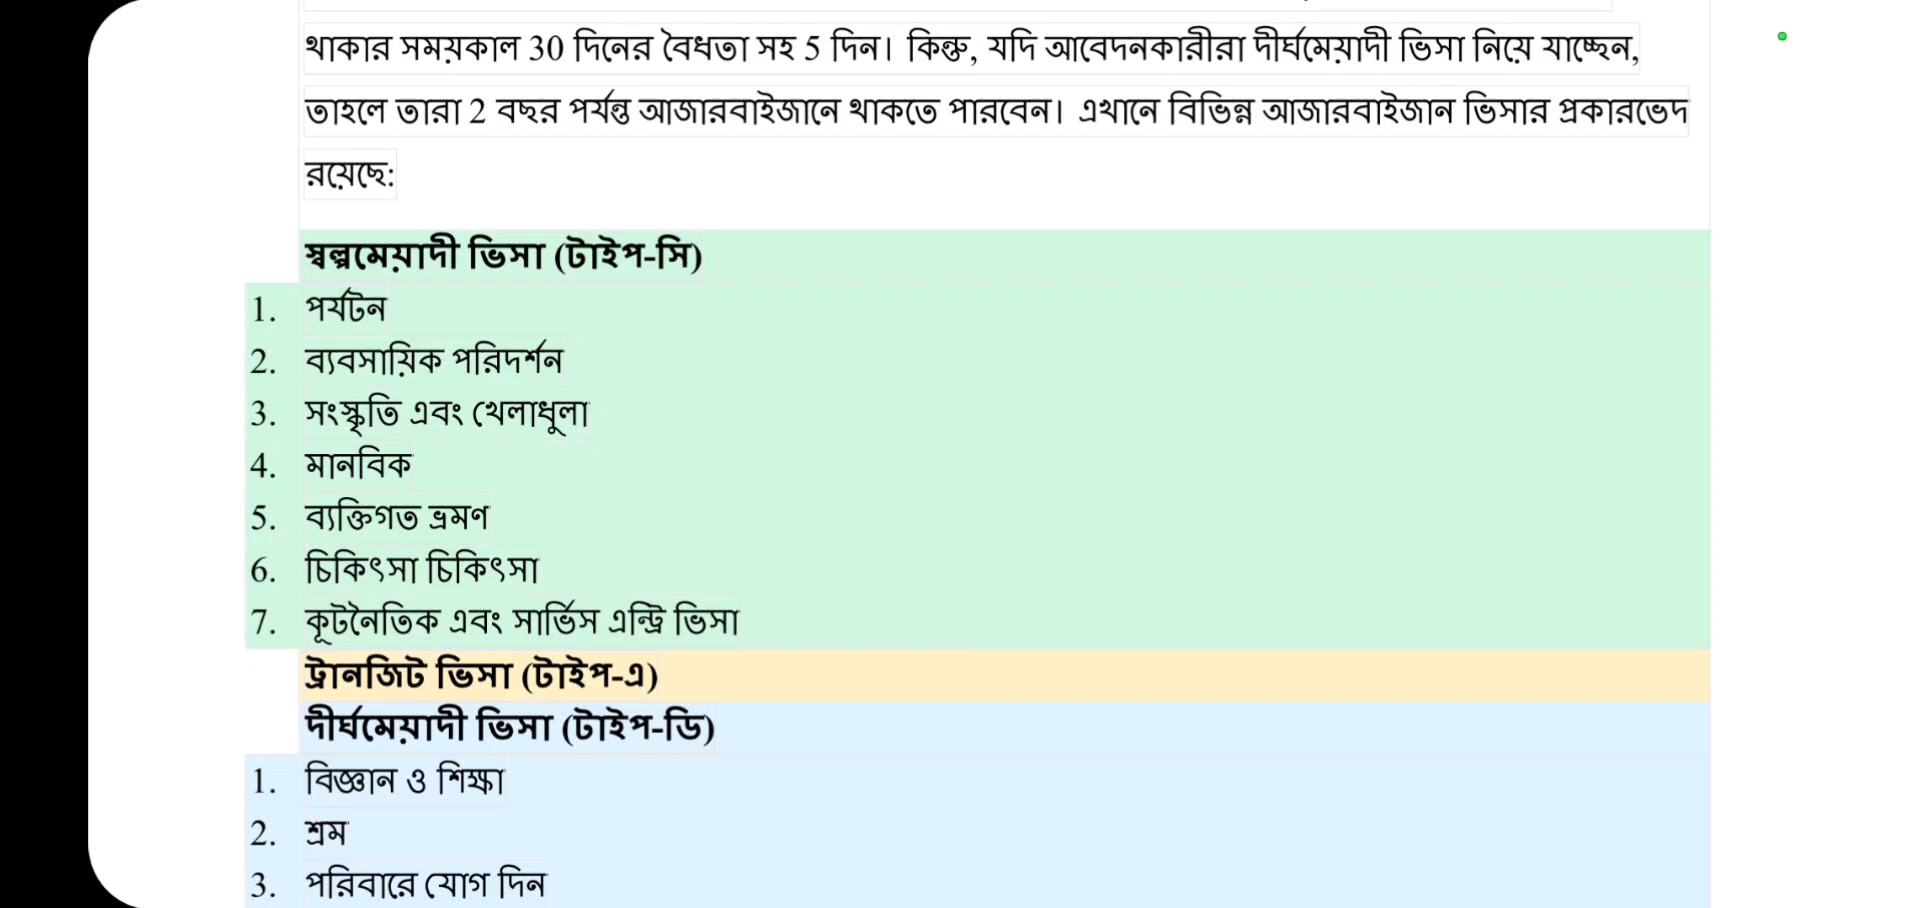 থাকার সময়কাল 30 দিনের বৈধতা সহ 5 দিন। কিন্তু, যদি আবেদনকারীরা দীর্ঘমেয়াদী ভিসা নিয়ে যাচ্ছেন,
তাহলে তারা 2 বছর পর্যন্ত আজারবাইজানে থাকতে পারবেন। এখানে বিভিন্ন আজারবাইজান ভিসার প্রকারভেদ
রয়েছে:
স্বল্পমেয়াদী ভিসা (টাইপ-সি)
1. পর্যটন
2. ব্যবসায়িক পরিদর্শন
3. সংস্কৃতি এবং খেলাধুলা
4. মানবিক
5. ব্যক্তিগত ভ্রমণ
6. চিকিৎসা চিকিৎসা
7. কূটনৈতিক এবং সার্ভিস এন্ট্রি ভিসা
ট্রানজিট ভিসা (টাইপ-এ)
দীর্ঘমেয়াদী ভিসা (টাইপ-ডি)
1. বিজ্ঞান ও শিক্ষা
2. শ্রম
3. পরিবারে যোগ দিন